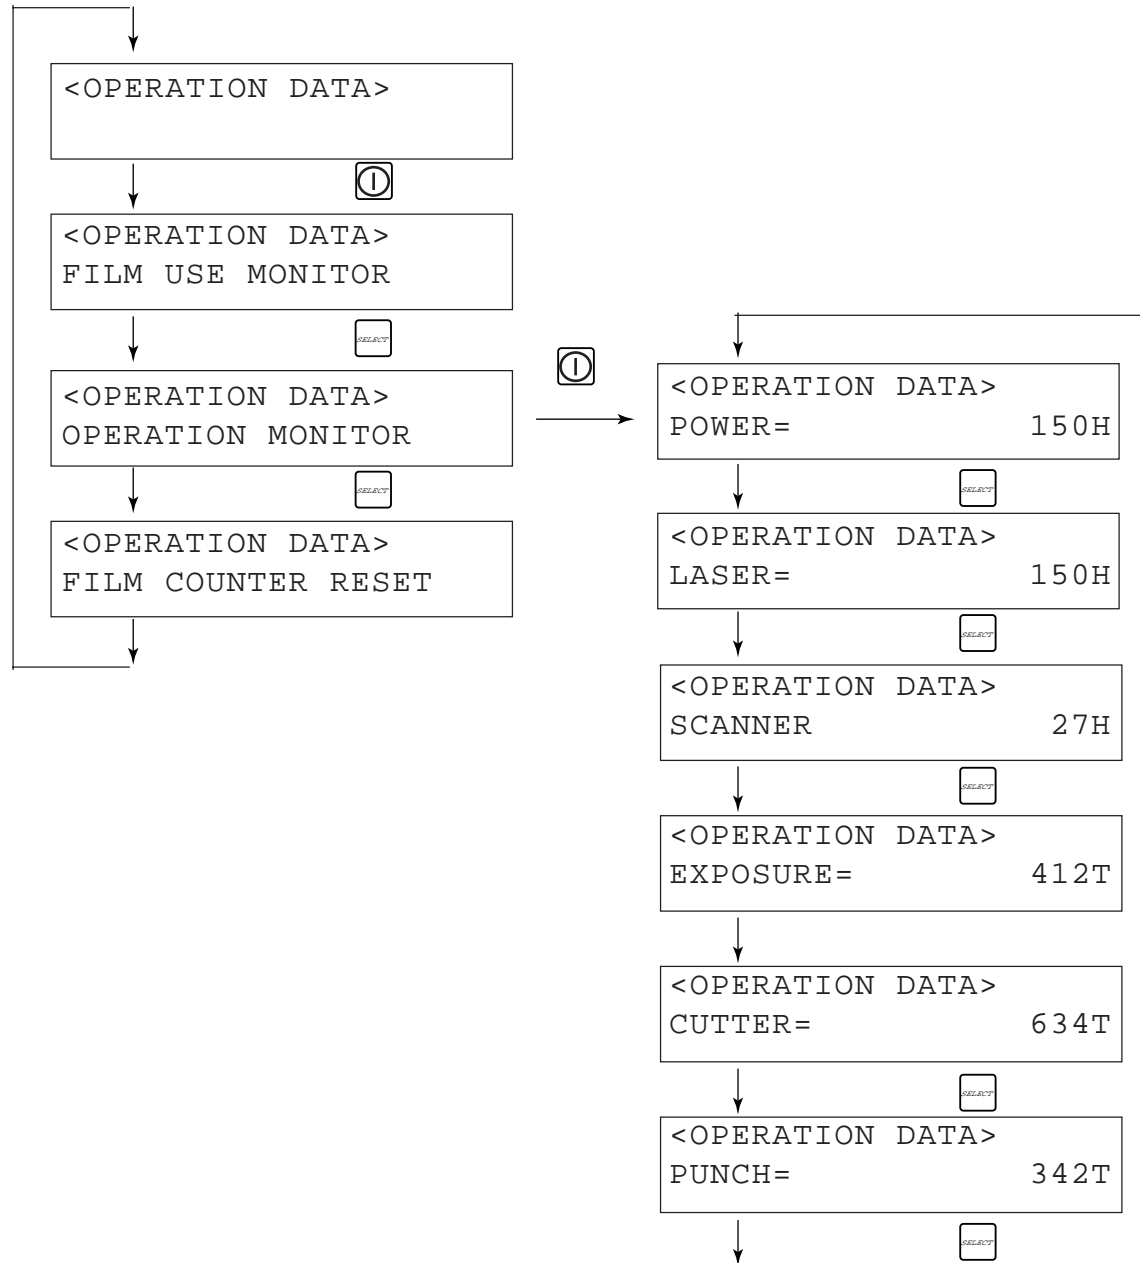 <OPERATION DATA>
<OPERATION DATA>
FILM USE MONITOR
SELECT
<OPERATION DATA>
OPERATION MONITOR
SELECT
<OPERATION DATA>
FILM COUNTER RESET
<OPERATION DATA>
POWER= 150H
SELECT
<OPERATION DATA>
LASER= 150H
SELECT
<OPERATION DATA>
SCANNER 27H
SELECT
<OPERATION DATA>
EXPOSURE= 412T
<OPERATION DATA>
CUTTER= 634T
SELECT
<OPERATION DATA>
PUNCH= 342T
SELECT